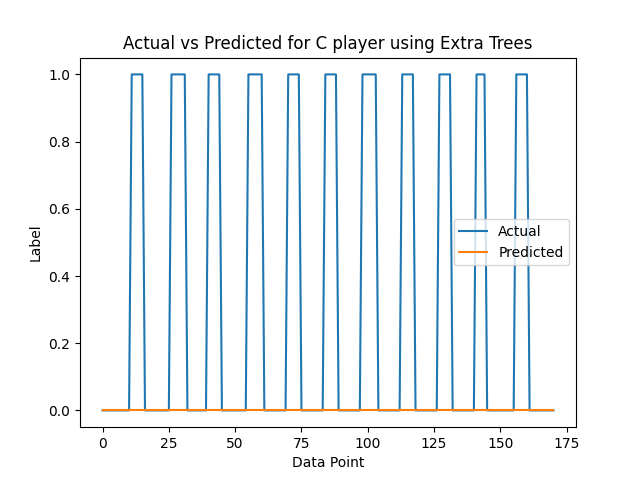 Actual vs Predicted for C player using Extra Trees
1.0
0.8
0.6
0.4
0.2
0.0
Label
Actual
Predicted
0 25 50 75 100 125 150 175
Data Point